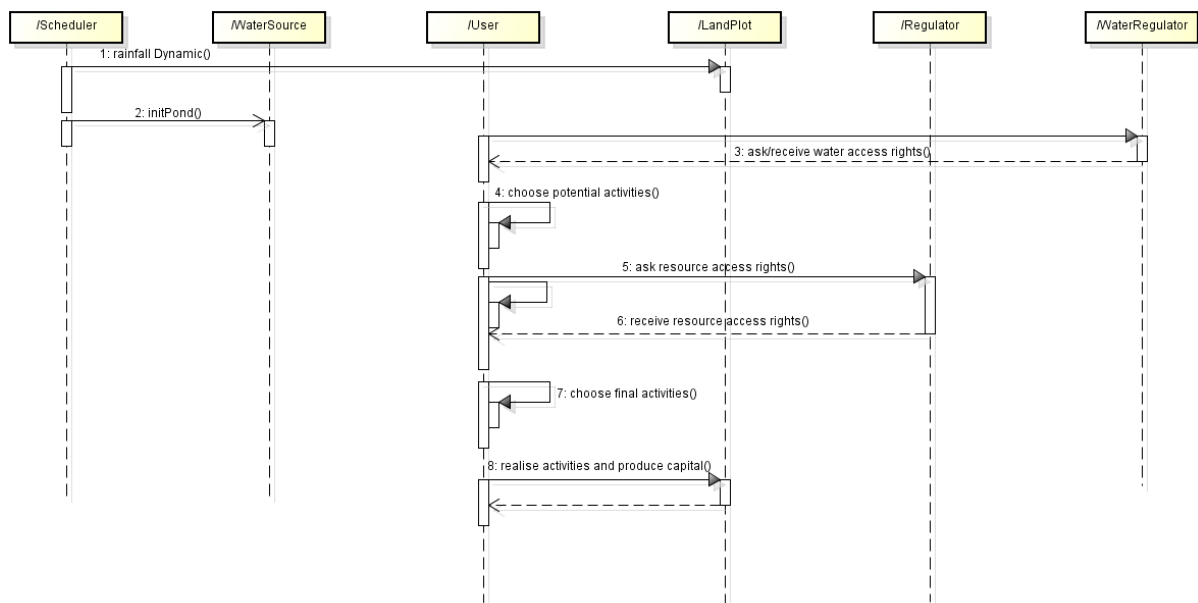 /Scheduler
/WaterSource
/User
/LandPlot
/Regulator
/WaterRegulator
1: rainfall Dynamic()
2: initPond()
3: ask/receive water access rights()
4: choose potential activities()
5: ask resource access rights()
6: receive resource access rights()
7: choose final activities()
8: realise activities and produce capital()